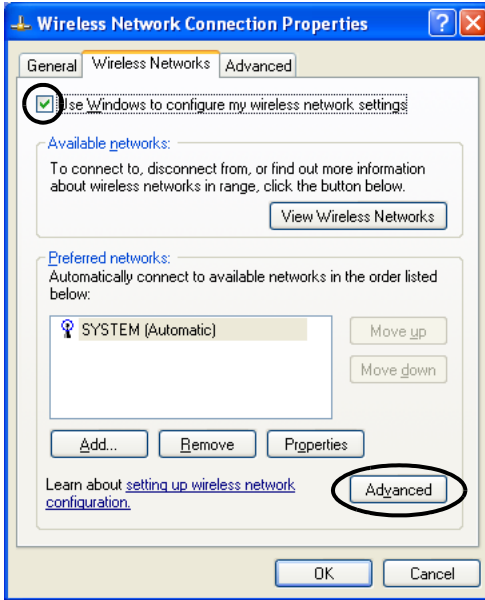 Wireless Network Connection Properties
General Wireless Networks Advanced
Use Windows to configure my wireless network settings
Available networks:
To connect to, disconnect from, or find out more information
about wireless networks in range, click the button below.
View Wireless Networks
Preferred networks:
Automatically connect to available networks in the order listed
below:
SYSTEM (Automatic)
Move up
Move down
Add... Remove Properties
Learn about setting up wireless network
configuration.
Advanced
OK Cancel